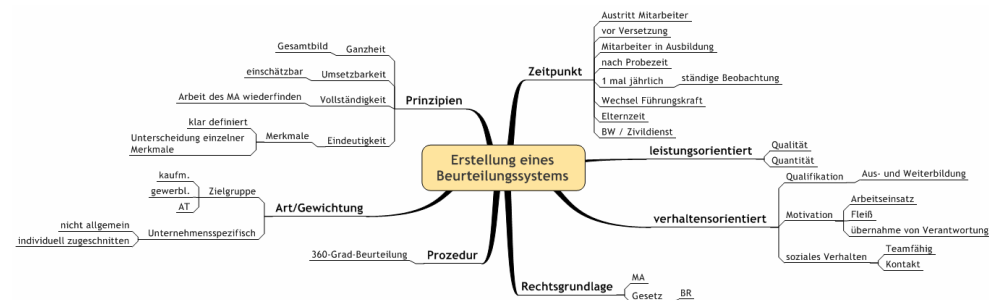 Erstellung eines
Beurteilungssystems
Zeitpunkt
Austritt Mitarbeiter
vor Versetzung
Mitarbeiter in Ausbildung
nach Probezeit
1 mal jährlich
ständige Beobachtung
Wechsel Führungskraft
Elternzeit
BW / Zivildienst
leistungsorientiert
Qualität
Quantität
verhaltensorientiert
Qualifikation
Aus- und Weiterbildung
Motivation
Arbeitseinsatz
Fleiß
übernahme von Verantwortung
soziales Verhalten
Teamfähig
Kontakt
Rechtsgrundlage
MA
Gesetz
BR
Prozedur
360-Grad-Beurteilung
Art/Gewichtung
Zielgruppe
kaufm.
gewerbl.
AT
Unternehmensspezifisch
nicht allgemein
individuell zugeschnitten
Prinzipien
Ganzheit
Gesamtbild
Umsetzbarkeit
einschätzbar
Vollständigkeit
Arbeit des MA wiederfinden
Eindeutigkeit
Merkmale
klar definiert
Unterscheidung einzelner
Merkmale